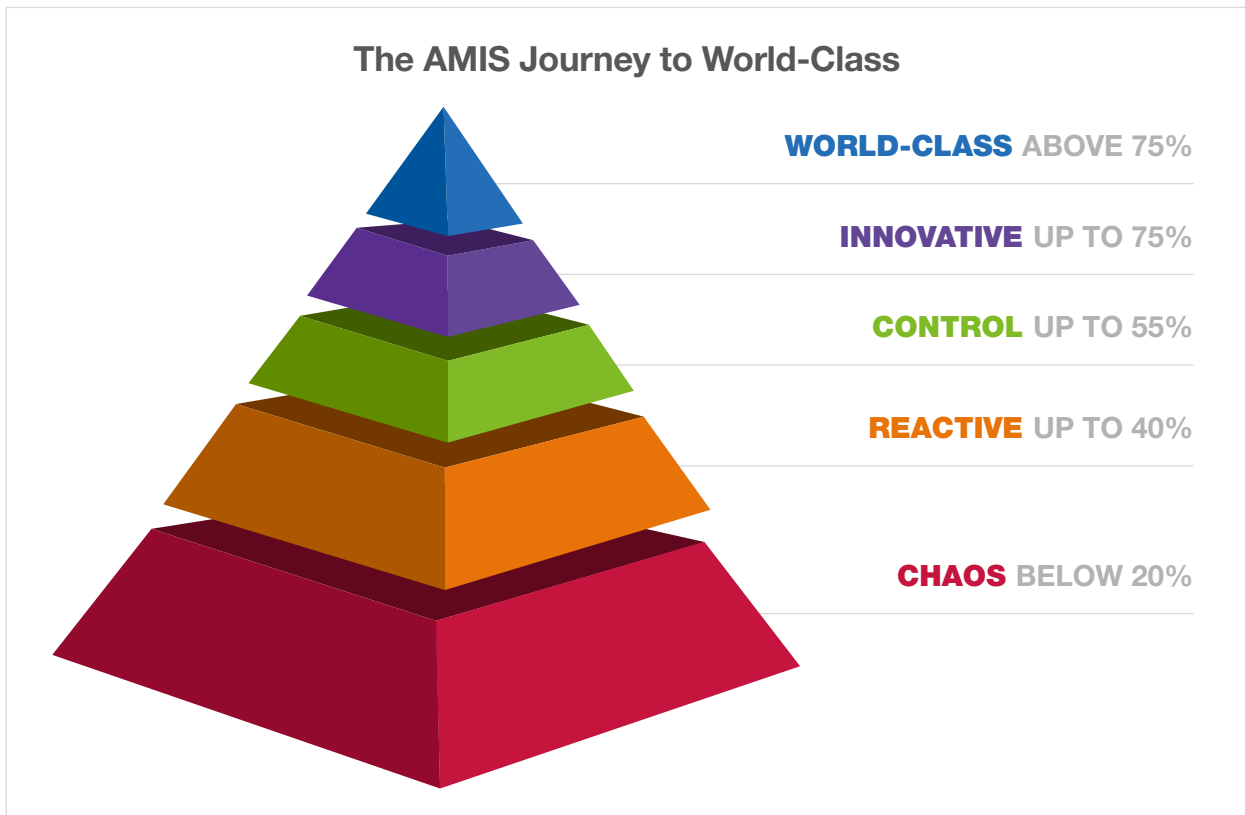 The AMIS Journey to World-Class
WORLD-CLASS ABOVE 75%
INNOVATIVE UP TO 75%
CONTROL UP TO 55%
REACTIVE UP TO 40%
CHAOS BELOW 20%